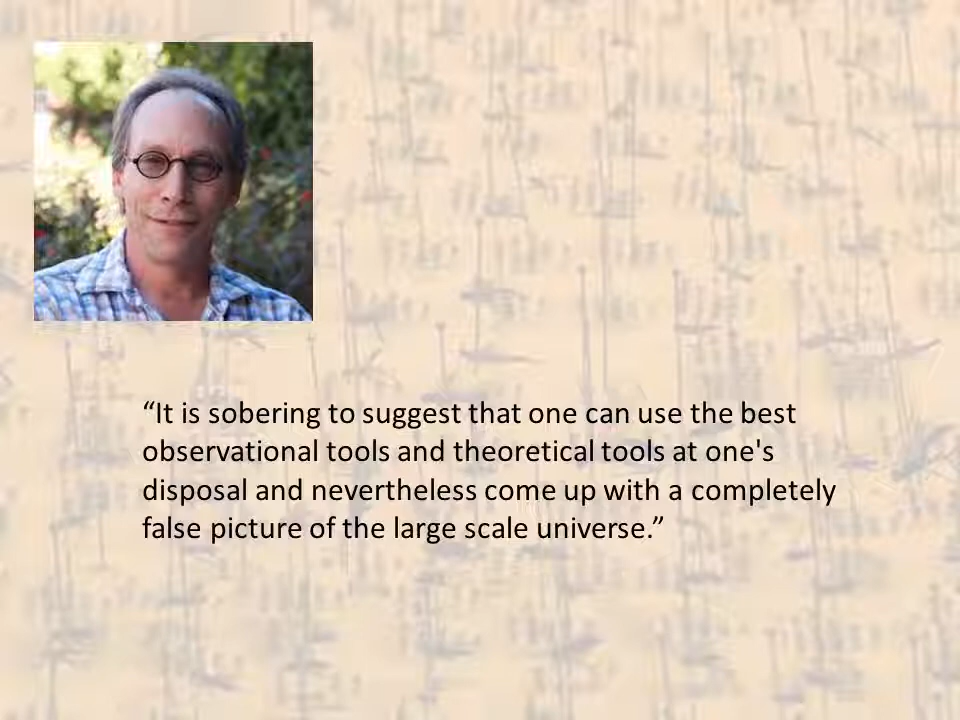 “It is sobering to suggest that one can use the best
observational tools and theoretical tools at one's
disposal and nevertheless come up with a completely
false picture of the large scale universe.”